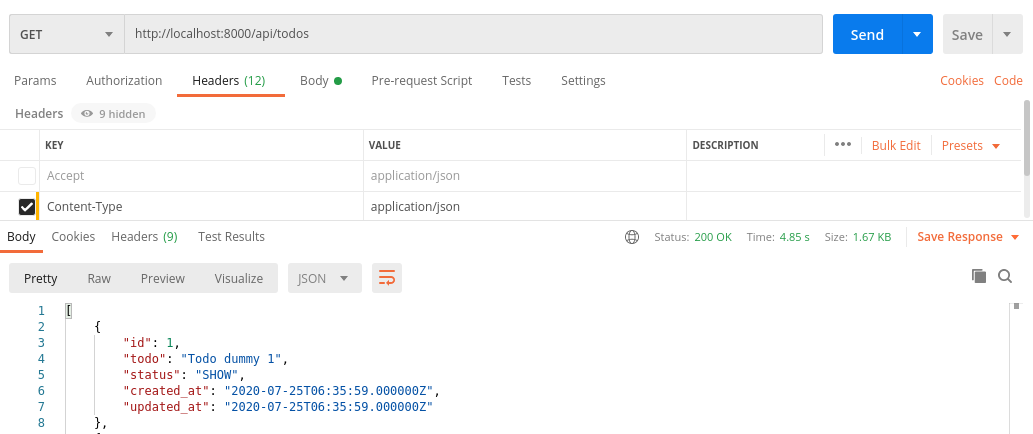 GET http://localhost:8000/api/todos Send Save
Params Authorization Headers (12) Body Pre-request Script Tests Settings Cookies Code
Headers 9 hidden
KEY VALUE DESCRIPTION ••• Bulk Edit Presets
Accept application/json
Content-Type application/json
Body Cookies Headers (9) Test Results Status: 200 OK Time: 4.85 s Size: 1.67 KB Save Response
Pretty Raw Preview Visualize JSON
1 [
2 {
3 "id": 1,
4 "todo": "Todo dummy 1",
5 "status": "SHOW",
6 "created_at": "2020-07-25T06:35:59.000000Z",
7 "updated_at": "2020-07-25T06:35:59.000000Z"
8 },